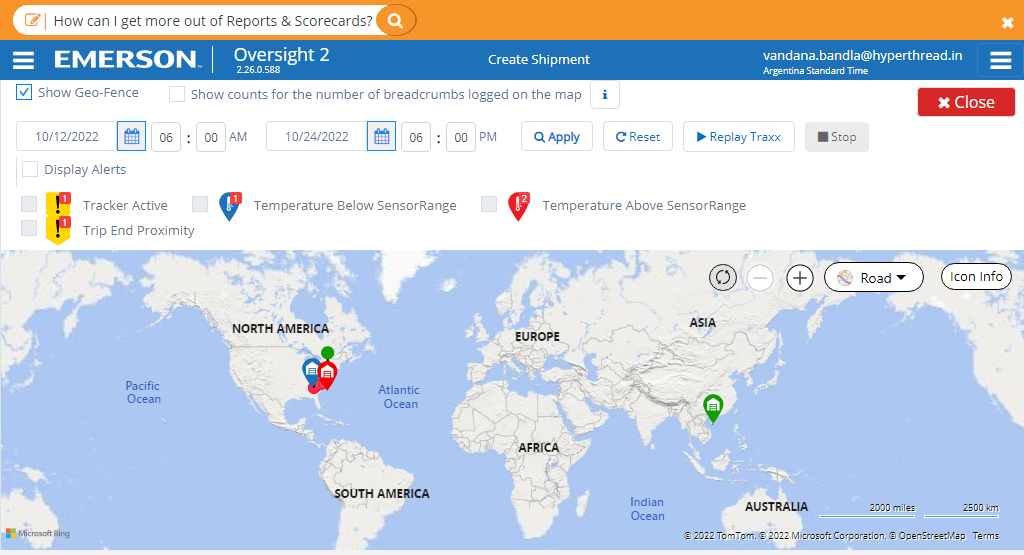 How can I get more out of Reports & Scorecards?
EMERSON
Oversight 2
2.26.0.588
Create Shipment
vandana.bandla@hyperthread.in
Argentina Standard Time
Show Geo-Fence
Show counts for the number of breadcrumbs logged on the map
i
Close
10/12/2022
06 : 00 AM
10/24/2022
06 : 00 PM
Apply
Reset
Replay Traxx
Stop
Display Alerts
1
Tracker Active
1
Temperature Below SensorRange
2
Temperature Above SensorRange
1
Trip End Proximity
Road
Icon Info
NORTH AMERICA
EUROPE
ASIA
Pacific
Ocean
Atlantic
Ocean
AFRICA
SOUTH AMERICA
Indian
Ocean
AUSTRALIA
2000 miles
2500 km
Microsoft Bing
© 2022 TomTom, © 2022 Microsoft Corporation, © OpenStreetMap Terms